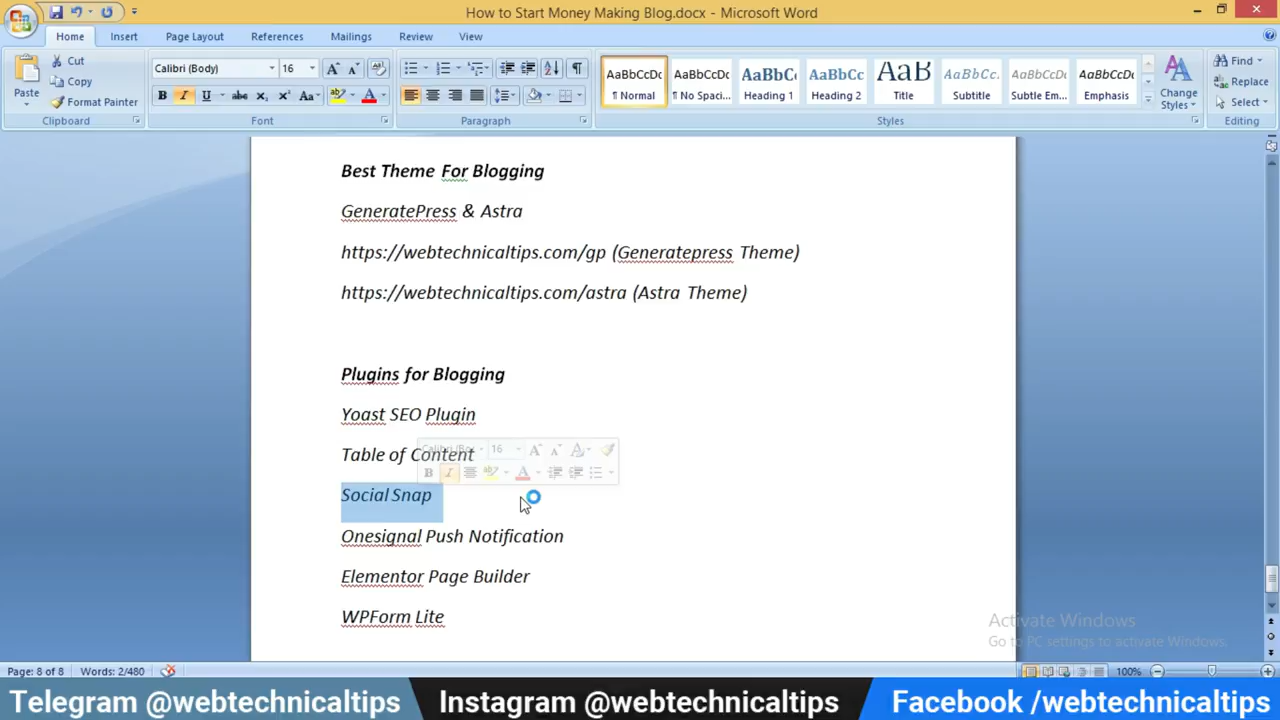 How to Start Money Making Blog.docx - Microsoft Word
Home Insert Page Layout References Mailings Review View
Paste
Cut
Copy
Format Painter
Clipboard
Calibri (Body) 16
Font
Paragraph
AaBbCcDc AaBbCcDc AaBbCc AaBbCc AaB AaBbCc. AaBbCcDc AaBbCcDc
¶ Normal ¶ No Spaci... Heading 1 Heading 2 Title Subtitle Subtle Em... Emphasis
Change Styles
Styles
Find
Replace
Select
Editing
Best Theme For Blogging
GeneratePress & Astra
https://webtechnicaltips.com/gp (Generatepress Theme)
https://webtechnicaltips.com/astra (Astra Theme)
Plugins for Blogging
Yoast SEO Plugin
Table of Content
Social Snap
Onesignal Push Notification
Elementor Page Builder
WPForm Lite
Activate Windows
Go to PC settings to activate Windows.
Page: 8 of 8 Words: 2/480 100%
Telegram @webtechnicaltips Instagram @webtechnicaltips Facebook /webtechnicaltips